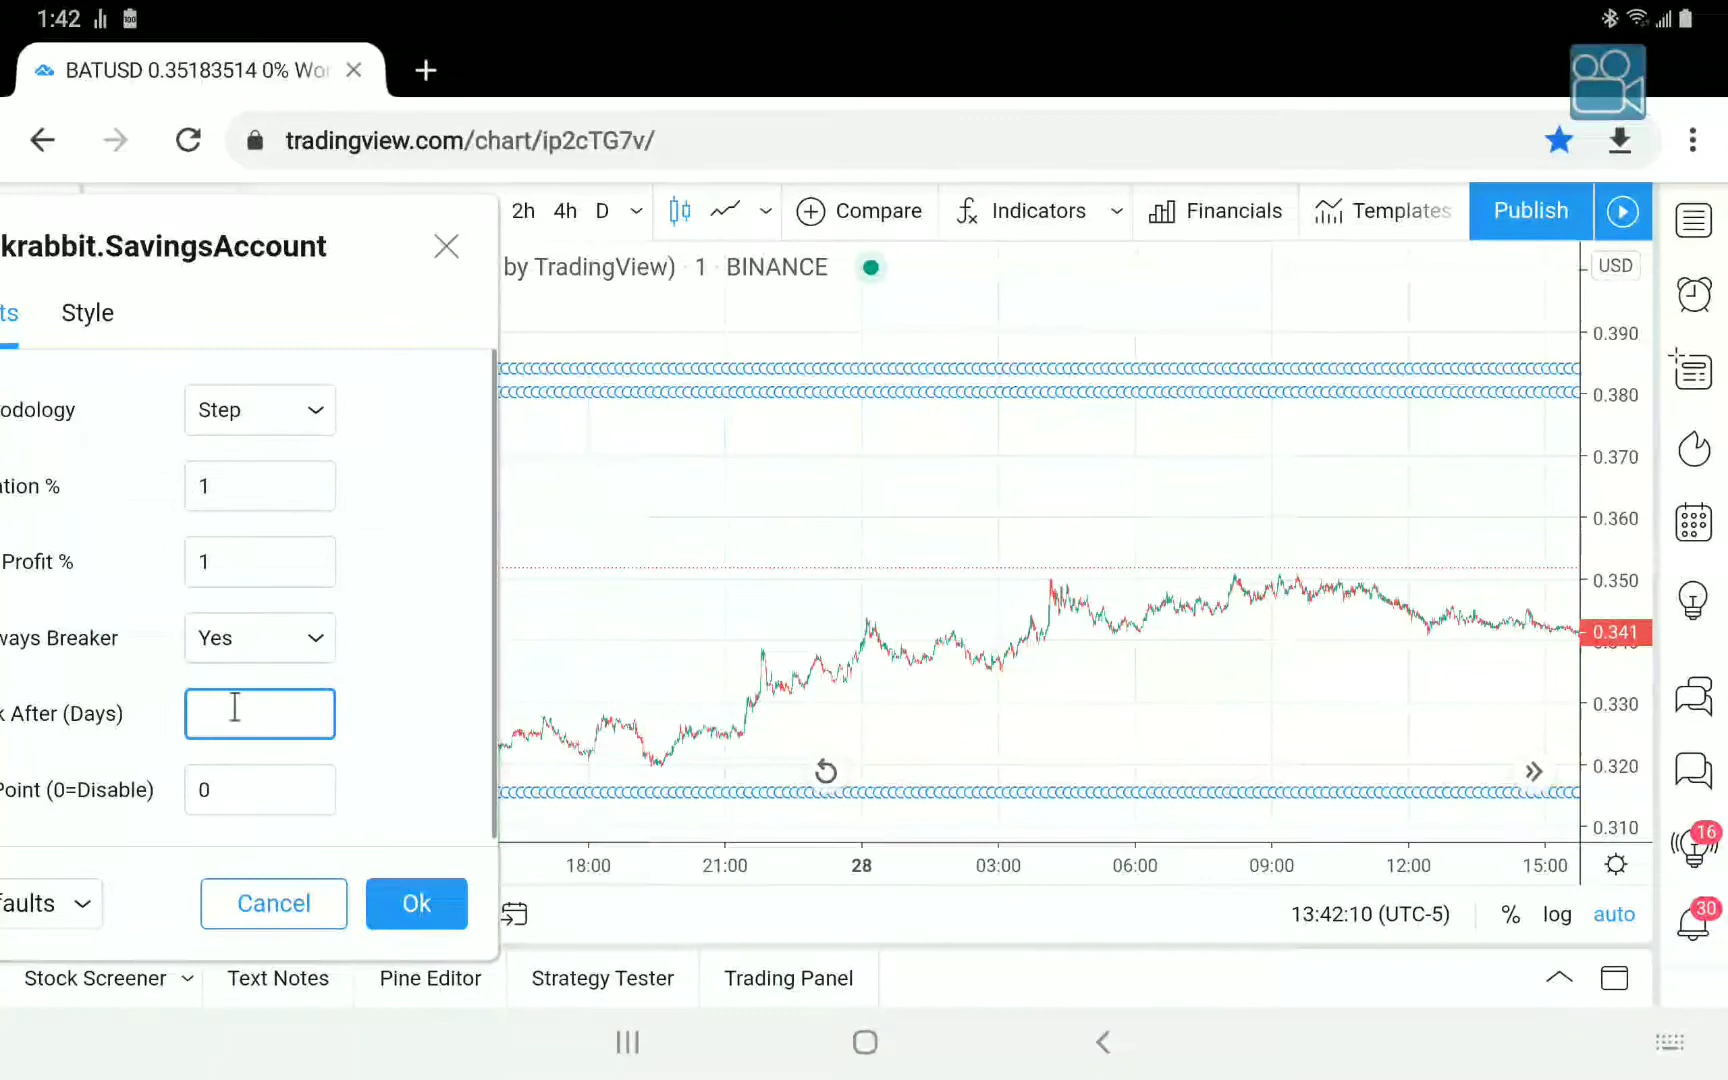 1:42
100
BATUSD 0.35183514 0% Wo
tradingview.com/chart/ip2cTG7v/
2h 4h D Compare Indicators Financials Templates Publish
krabbit.SavingsAccount
by TradingView) · 1 · BINANCE
USD
ts Style
odology Step
ation % 1
Profit % 1
ways Breaker Yes
k After (Days)
Point (0=Disable) 0
faults Cancel Ok
0.390
0.380
0.370
0.360
0.350
0.341
0.330
0.320
0.310
18:00 21:00 28 03:00 06:00 09:00 12:00 15:00
13:42:10 (UTC-5) % log auto
16
30
Stock Screener Text Notes Pine Editor Strategy Tester Trading Panel